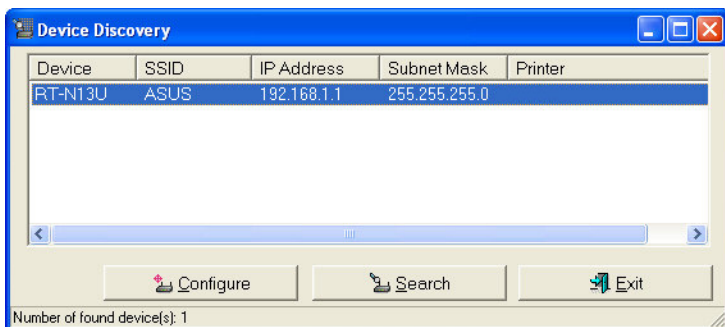 Device Discovery
Device SSID IP Address Subnet Mask Printer
RT-N13U ASUS 192.168.1.1 255.255.255.0
Configure Search Exit
Number of found device(s): 1